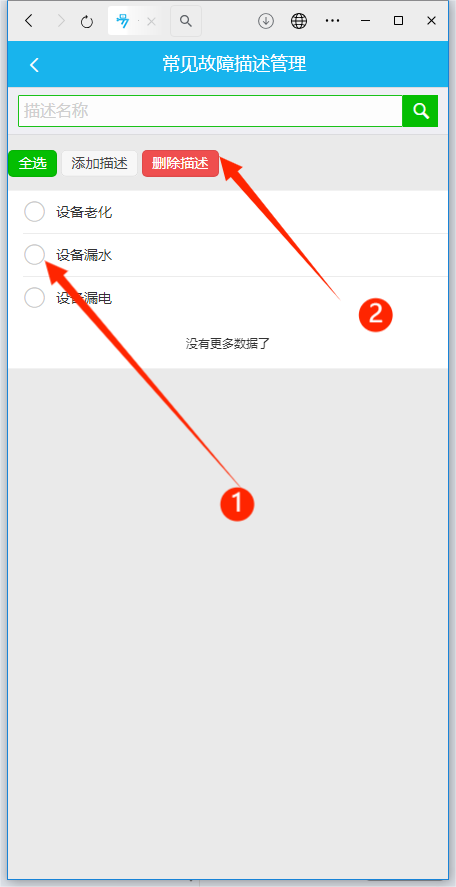 常见故障描述管理
描述名称
全选 添加描述 删除描述
设备老化
设备漏水
设备漏电
没有更多数据了
2
1